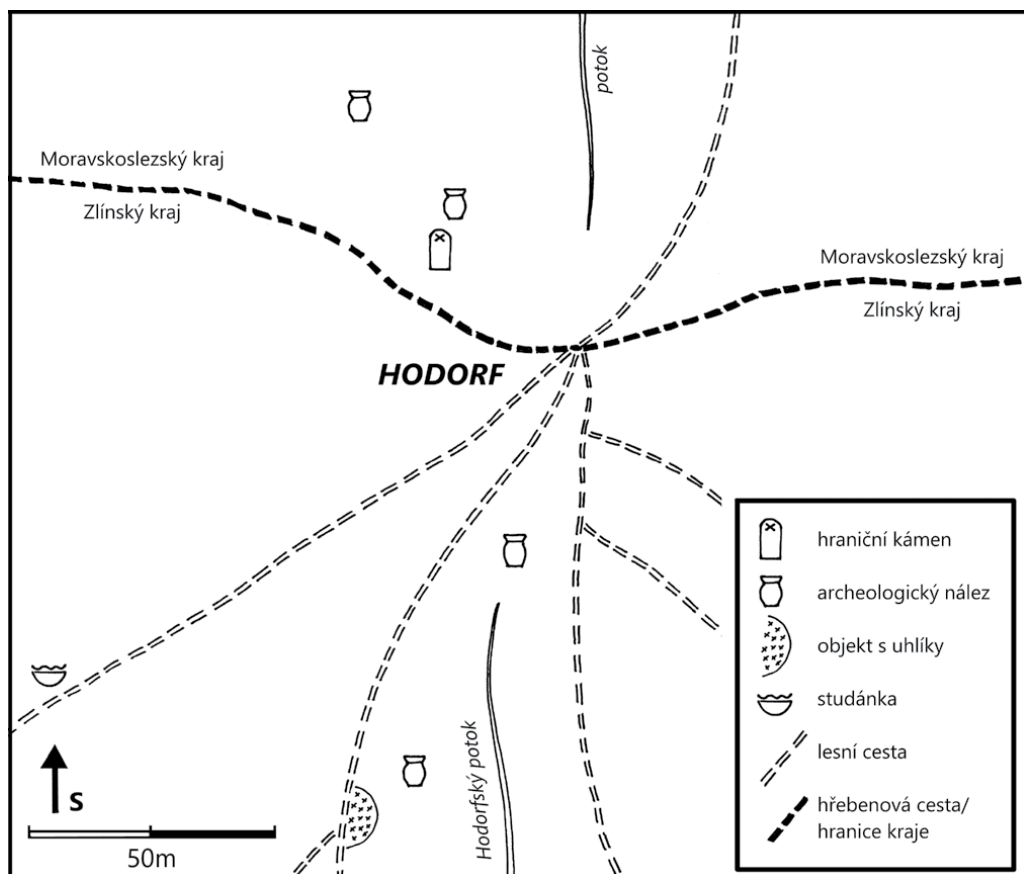 potok
Moravskoslezský kraj
Zlínský kraj
Moravskoslezský kraj
Zlínský kraj
HODORF
hraniční kámen
archeologický nález
objekt s uhlíky
studánka
lesní cesta
hřebenová cesta/
hranice kraje
Hodorfský potok
S
50m